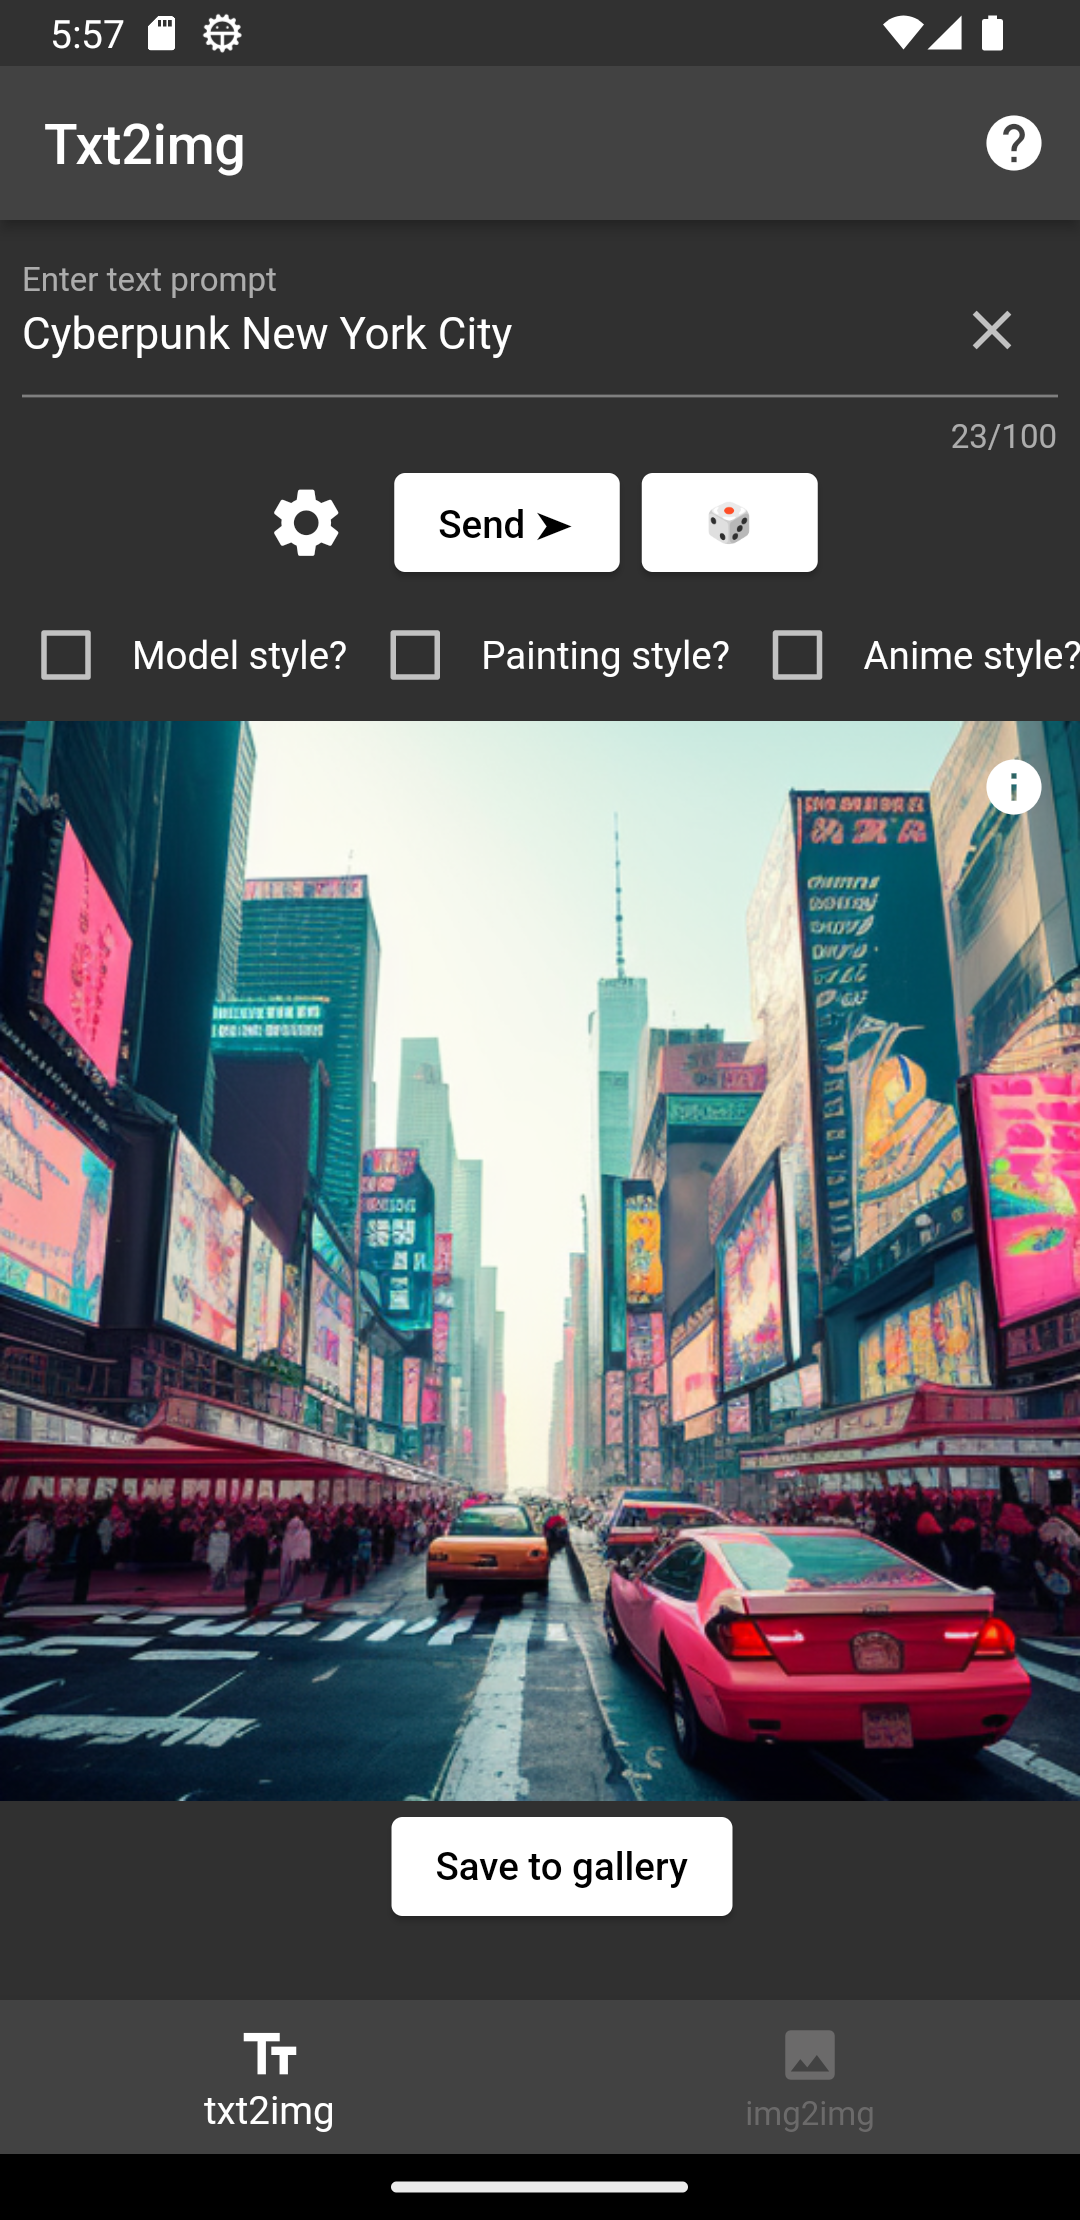 5:57
Txt2img
Enter text prompt
Cyberpunk New York City
23/100
Send ➤
Model style?
Painting style?
Anime style?
Save to gallery
txt2img
img2img